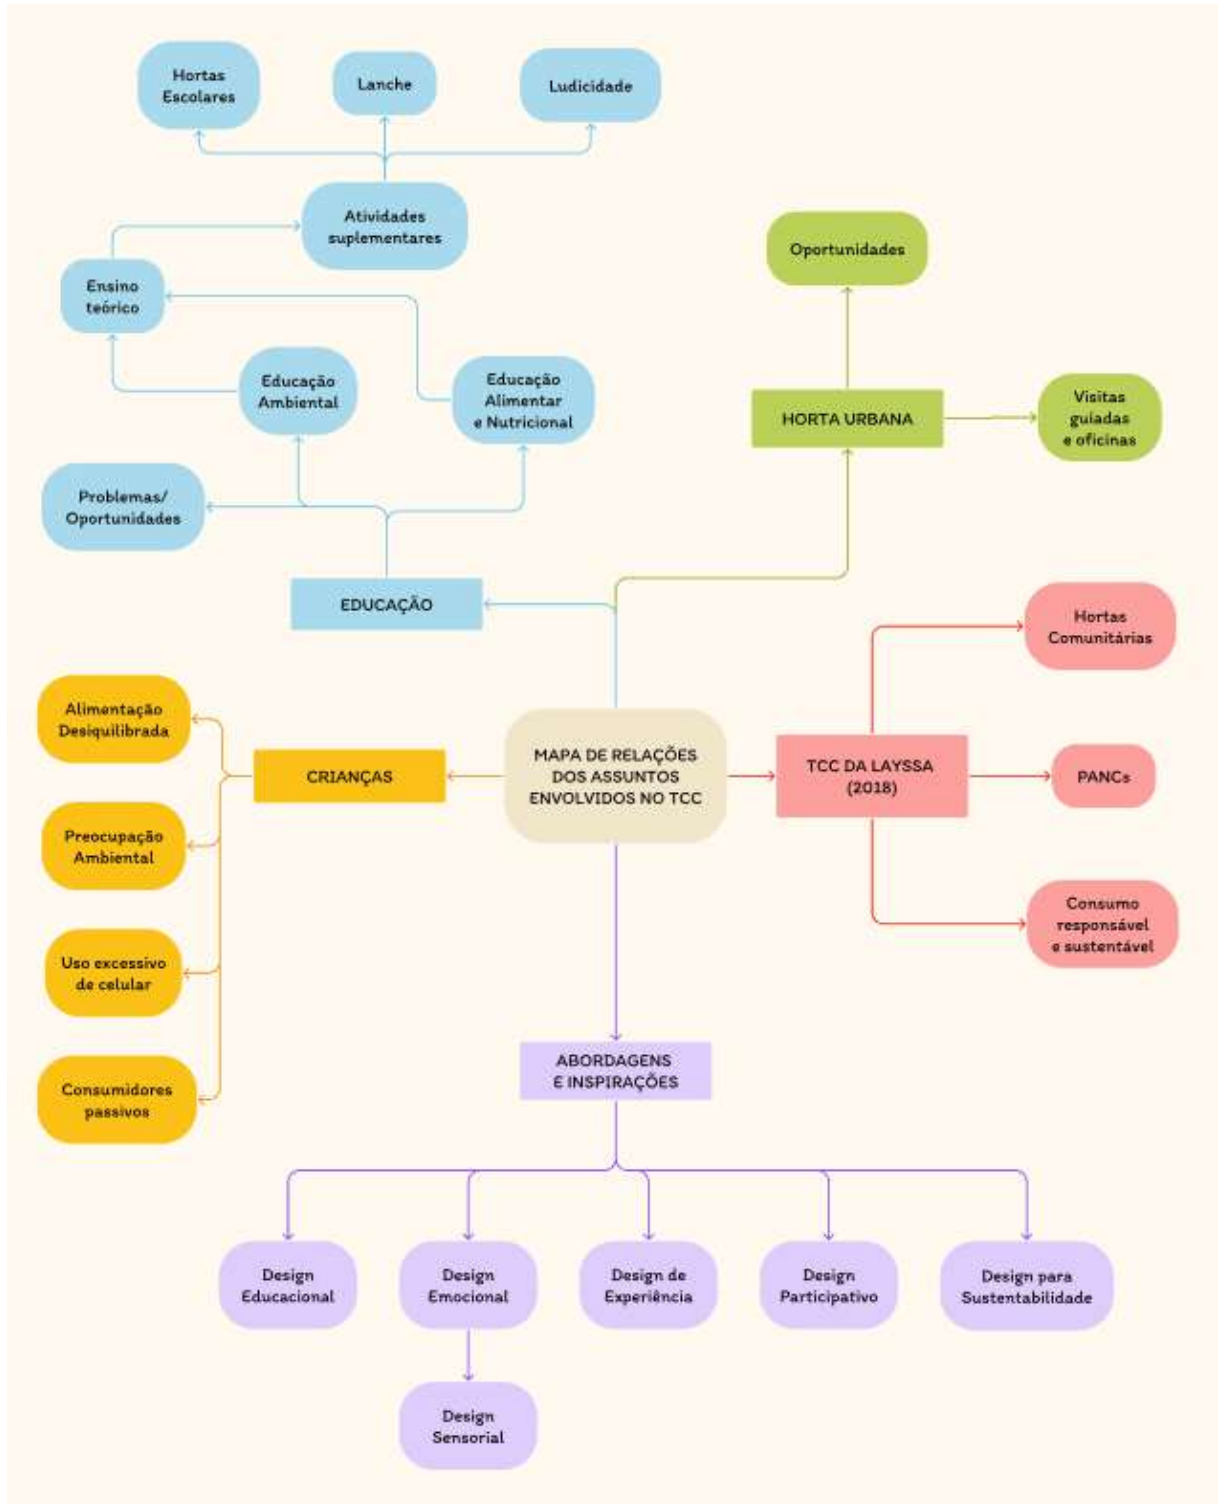 Hortas
Escolares
Lanche
Ludicidade
Atividades
suplementares
Oportunidades
Ensino
teórico
Educação
Ambiental
Educação
Alimentar
e Nutricional
HORTA URBANA
Visitas
guiadas
e oficinas
Problemas/
Oportunidades
EDUCAÇÃO
Hortas
Comunitárias
Alimentação
Desiquilibrada
CRIANÇAS
MAPA DE RELAÇÕES
DOS ASSUNTOS
ENVOLVIDOS NO TCC
TCC DA LAYSSA
(2018)
PANCs
Preocupação
Ambiental
Consumo
responsável
e sustentável
Uso excessivo
de celular
Consumidores
passivos
ABORDAGENS
E INSPIRAÇÕES
Design
Educacional
Design
Emocional
Design de
Experiência
Design
Participativo
Design para
Sustentabilidade
Design
Sensorial